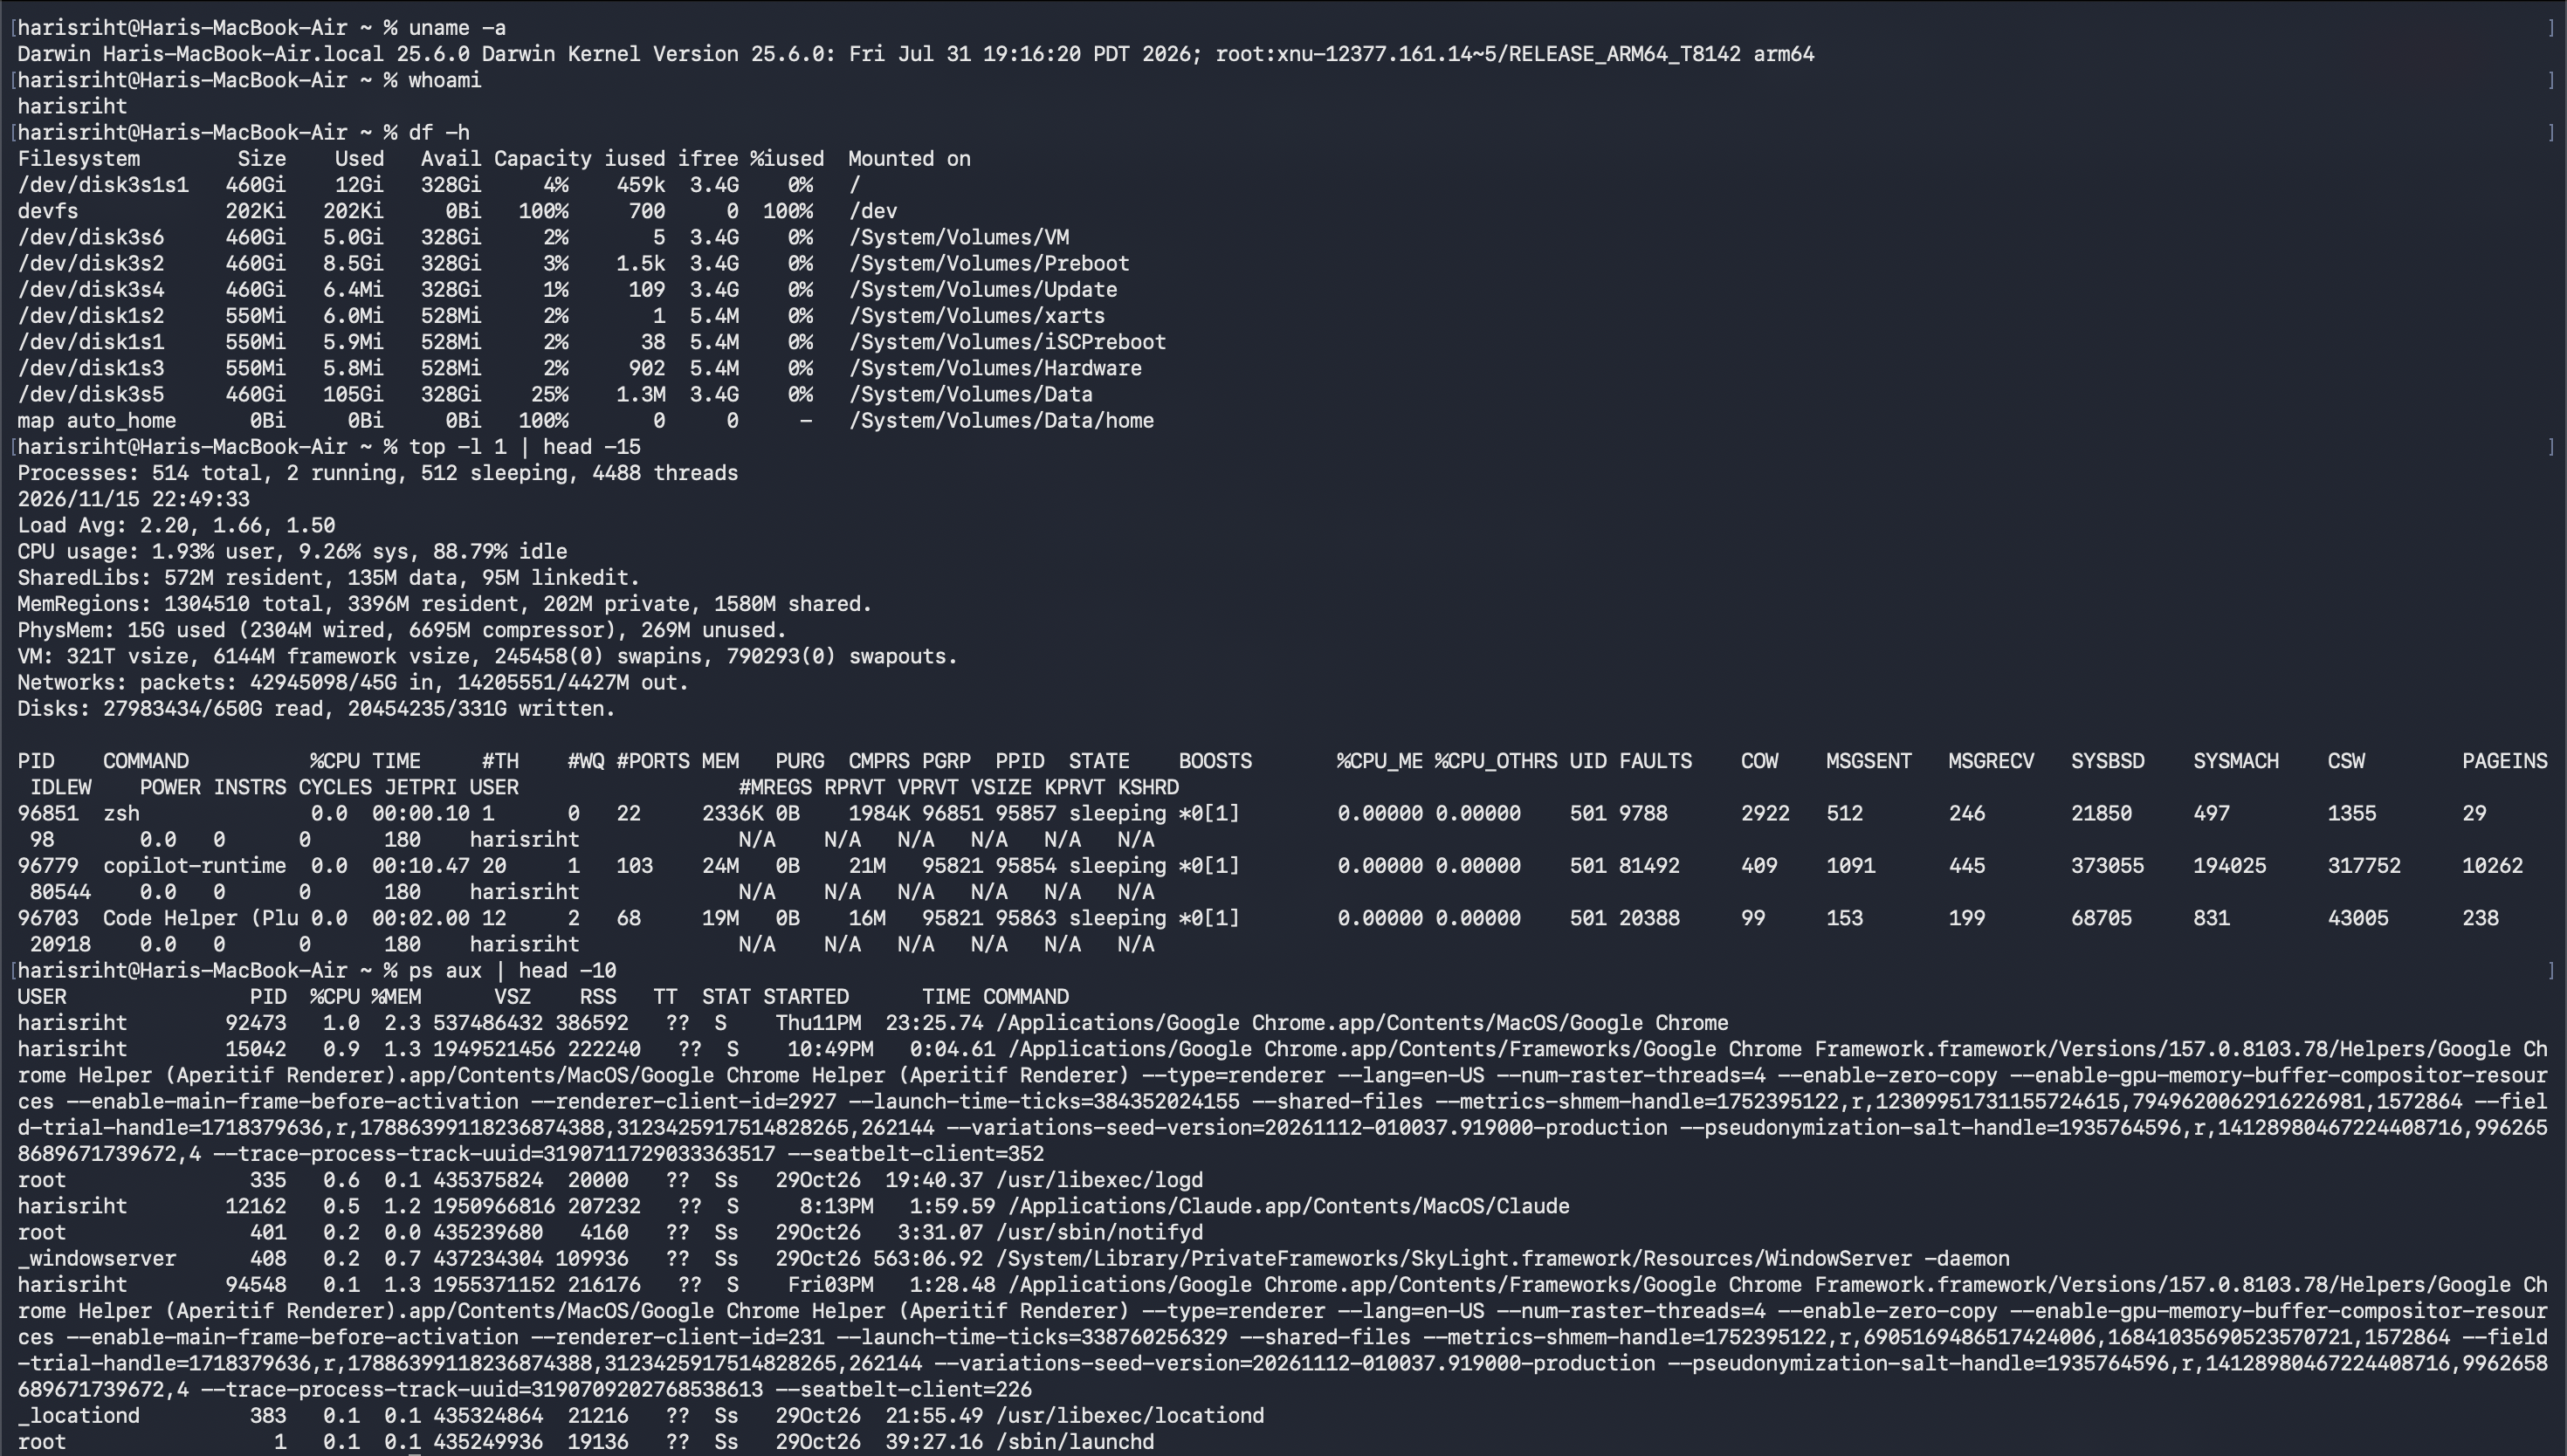 [harisriht@Haris-MacBook-Air ~ % uname -a ]
Darwin Haris-MacBook-Air.local 25.6.0 Darwin Kernel Version 25.6.0: Fri Jul 31 19:16:20 PDT 2026; root:xnu-12377.161.14~5/RELEASE_ARM64_T8142 arm64
[harisriht@Haris-MacBook-Air ~ % whoami ]
harisriht
[harisriht@Haris-MacBook-Air ~ % df -h ]
Filesystem        Size    Used   Avail Capacity iused ifree %iused  Mounted on
/dev/disk3s1s1   460Gi    12Gi   328Gi     4%    459k  3.4G    0%   /
devfs            202Ki   202Ki     0Bi   100%     700     0  100%   /dev
/dev/disk3s6     460Gi   5.0Gi   328Gi     2%       5  3.4G    0%   /System/Volumes/VM
/dev/disk3s2     460Gi   8.5Gi   328Gi     3%    1.5k  3.4G    0%   /System/Volumes/Preboot
/dev/disk3s4     460Gi   6.4Mi   328Gi     1%     109  3.4G    0%   /System/Volumes/Update
/dev/disk1s2     550Mi   6.0Mi   528Mi     2%       1  5.4M    0%   /System/Volumes/xarts
/dev/disk1s1     550Mi   5.9Mi   528Mi     2%      38  5.4M    0%   /System/Volumes/iSCPreboot
/dev/disk1s3     550Mi   5.8Mi   528Mi     2%     902  5.4M    0%   /System/Volumes/Hardware
/dev/disk3s5     460Gi   105Gi   328Gi    25%    1.3M  3.4G    0%   /System/Volumes/Data
map auto_home      0Bi     0Bi     0Bi   100%       0     0     -   /System/Volumes/Data/home
[harisriht@Haris-MacBook-Air ~ % top -l 1 | head -15 ]
Processes: 514 total, 2 running, 512 sleeping, 4488 threads
2026/11/15 22:49:33
Load Avg: 2.20, 1.66, 1.50
CPU usage: 1.93% user, 9.26% sys, 88.79% idle
SharedLibs: 572M resident, 135M data, 95M linkedit.
MemRegions: 1304510 total, 3396M resident, 202M private, 1580M shared.
PhysMem: 15G used (2304M wired, 6695M compressor), 269M unused.
VM: 321T vsize, 6144M framework vsize, 245458(0) swapins, 790293(0) swapouts.
Networks: packets: 42945098/45G in, 14205551/4427M out.
Disks: 27983434/650G read, 20454235/331G written.
PID    COMMAND          %CPU TIME     #TH    #WQ #PORTS MEM   PURG  CMPRS PGRP  PPID  STATE    BOOSTS       %CPU_ME %CPU_OTHRS UID FAULTS    COW    MSGSENT   MSGRECV   SYSBSD    SYSMACH   CSW        PAGEINS
 IDLEW    POWER INSTRS CYCLES JETPRI USER                  #MREGS RPRVT VPRVT VSIZE KPRVT KSHRD
96851  zsh              0.0  00:00.10 1      0   22     2336K 0B    1984K 96851 95857 sleeping *0[1]        0.00000 0.00000    501 9788      2922   512       246       21850     497       1355       29
 98       0.0   0      0      180    harisriht             N/A    N/A   N/A   N/A   N/A   N/A
96779  copilot-runtime  0.0  00:10.47 20     1   103    24M   0B    21M   95821 95854 sleeping *0[1]        0.00000 0.00000    501 81492     409    1091      445       373055    194025    317752     10262
 80544    0.0   0      0      180    harisriht             N/A    N/A   N/A   N/A   N/A   N/A
96703  Code Helper (Plu 0.0  00:02.00 12     2   68     19M   0B    16M   95821 95863 sleeping *0[1]        0.00000 0.00000    501 20388     99     153       199       68705     831       43005      238
 20918    0.0   0      0      180    harisriht             N/A    N/A   N/A   N/A   N/A   N/A
[harisriht@Haris-MacBook-Air ~ % ps aux | head -10 ]
USER               PID  %CPU %MEM      VSZ    RSS   TT  STAT STARTED      TIME COMMAND
harisriht        92473   1.0  2.3 537486432 386592   ??  S    Thu11PM  23:25.74 /Applications/Google Chrome.app/Contents/MacOS/Google Chrome
harisriht        15042   0.9  1.3 1949521456 222240   ??  S    10:49PM   0:04.61 /Applications/Google Chrome.app/Contents/Frameworks/Google Chrome Framework.framework/Versions/157.0.8103.78/Helpers/Google Ch
rome Helper (Aperitif Renderer).app/Contents/MacOS/Google Chrome Helper (Aperitif Renderer) --type=renderer --lang=en-US --num-raster-threads=4 --enable-zero-copy --enable-gpu-memory-buffer-compositor-resour
ces --enable-main-frame-before-activation --renderer-client-id=2927 --launch-time-ticks=384352024155 --shared-files --metrics-shmem-handle=1752395122,r,12309951731155724615,7949620062916226981,1572864 --fiel
d-trial-handle=1718379636,r,17886399118236874388,3123425917514828265,262144 --variations-seed-version=20261112-010037.919000-production --pseudonymization-salt-handle=1935764596,r,14128980467224408716,996265
8689671739672,4 --trace-process-track-uuid=3190711729033363517 --seatbelt-client=352
root               335   0.6  0.1 435375824  20000   ??  Ss   29Oct26  19:40.37 /usr/libexec/logd
harisriht        12162   0.5  1.2 1950966816 207232   ??  S     8:13PM   1:59.59 /Applications/Claude.app/Contents/MacOS/Claude
root               401   0.2  0.0 435239680   4160   ??  Ss   29Oct26   3:31.07 /usr/sbin/notifyd
_windowserver      408   0.2  0.7 437234304 109936   ??  Ss   29Oct26 563:06.92 /System/Library/PrivateFrameworks/SkyLight.framework/Resources/WindowServer -daemon
harisriht        94548   0.1  1.3 1955371152 216176   ??  S    Fri03PM   1:28.48 /Applications/Google Chrome.app/Contents/Frameworks/Google Chrome Framework.framework/Versions/157.0.8103.78/Helpers/Google Ch
rome Helper (Aperitif Renderer).app/Contents/MacOS/Google Chrome Helper (Aperitif Renderer) --type=renderer --lang=en-US --num-raster-threads=4 --enable-zero-copy --enable-gpu-memory-buffer-compositor-resour
ces --enable-main-frame-before-activation --renderer-client-id=231 --launch-time-ticks=338760256329 --shared-files --metrics-shmem-handle=1752395122,r,6905169486517424006,16841035690523570721,1572864 --field
-trial-handle=1718379636,r,17886399118236874388,3123425917514828265,262144 --variations-seed-version=20261112-010037.919000-production --pseudonymization-salt-handle=1935764596,r,14128980467224408716,9962658
689671739672,4 --trace-process-track-uuid=3190709202768538613 --seatbelt-client=226
_locationd         383   0.1  0.1 435324864  21216   ??  Ss   29Oct26  21:55.49 /usr/libexec/locationd
root                 1   0.1  0.1 435249936  19136   ??  Ss   29Oct26  39:27.16 /sbin/launchd